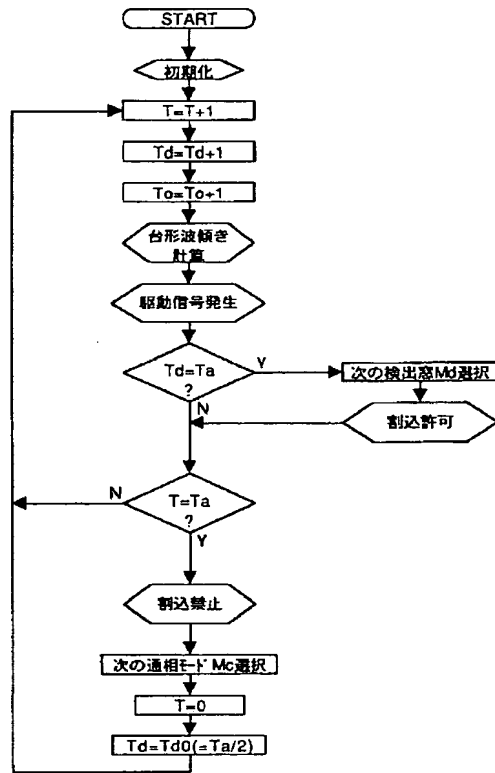 START
初期化
T=T+1
Td=Td+1
To=To+1
台形波傾き
計算
駆動信号発生
Td=Ta
?
Y
次の検出窓Md選択
N
割込許可
T=Ta
?
N
Y
割込禁止
次の通相モードMc選択
T=0
Td=Td0(=Ta/2)